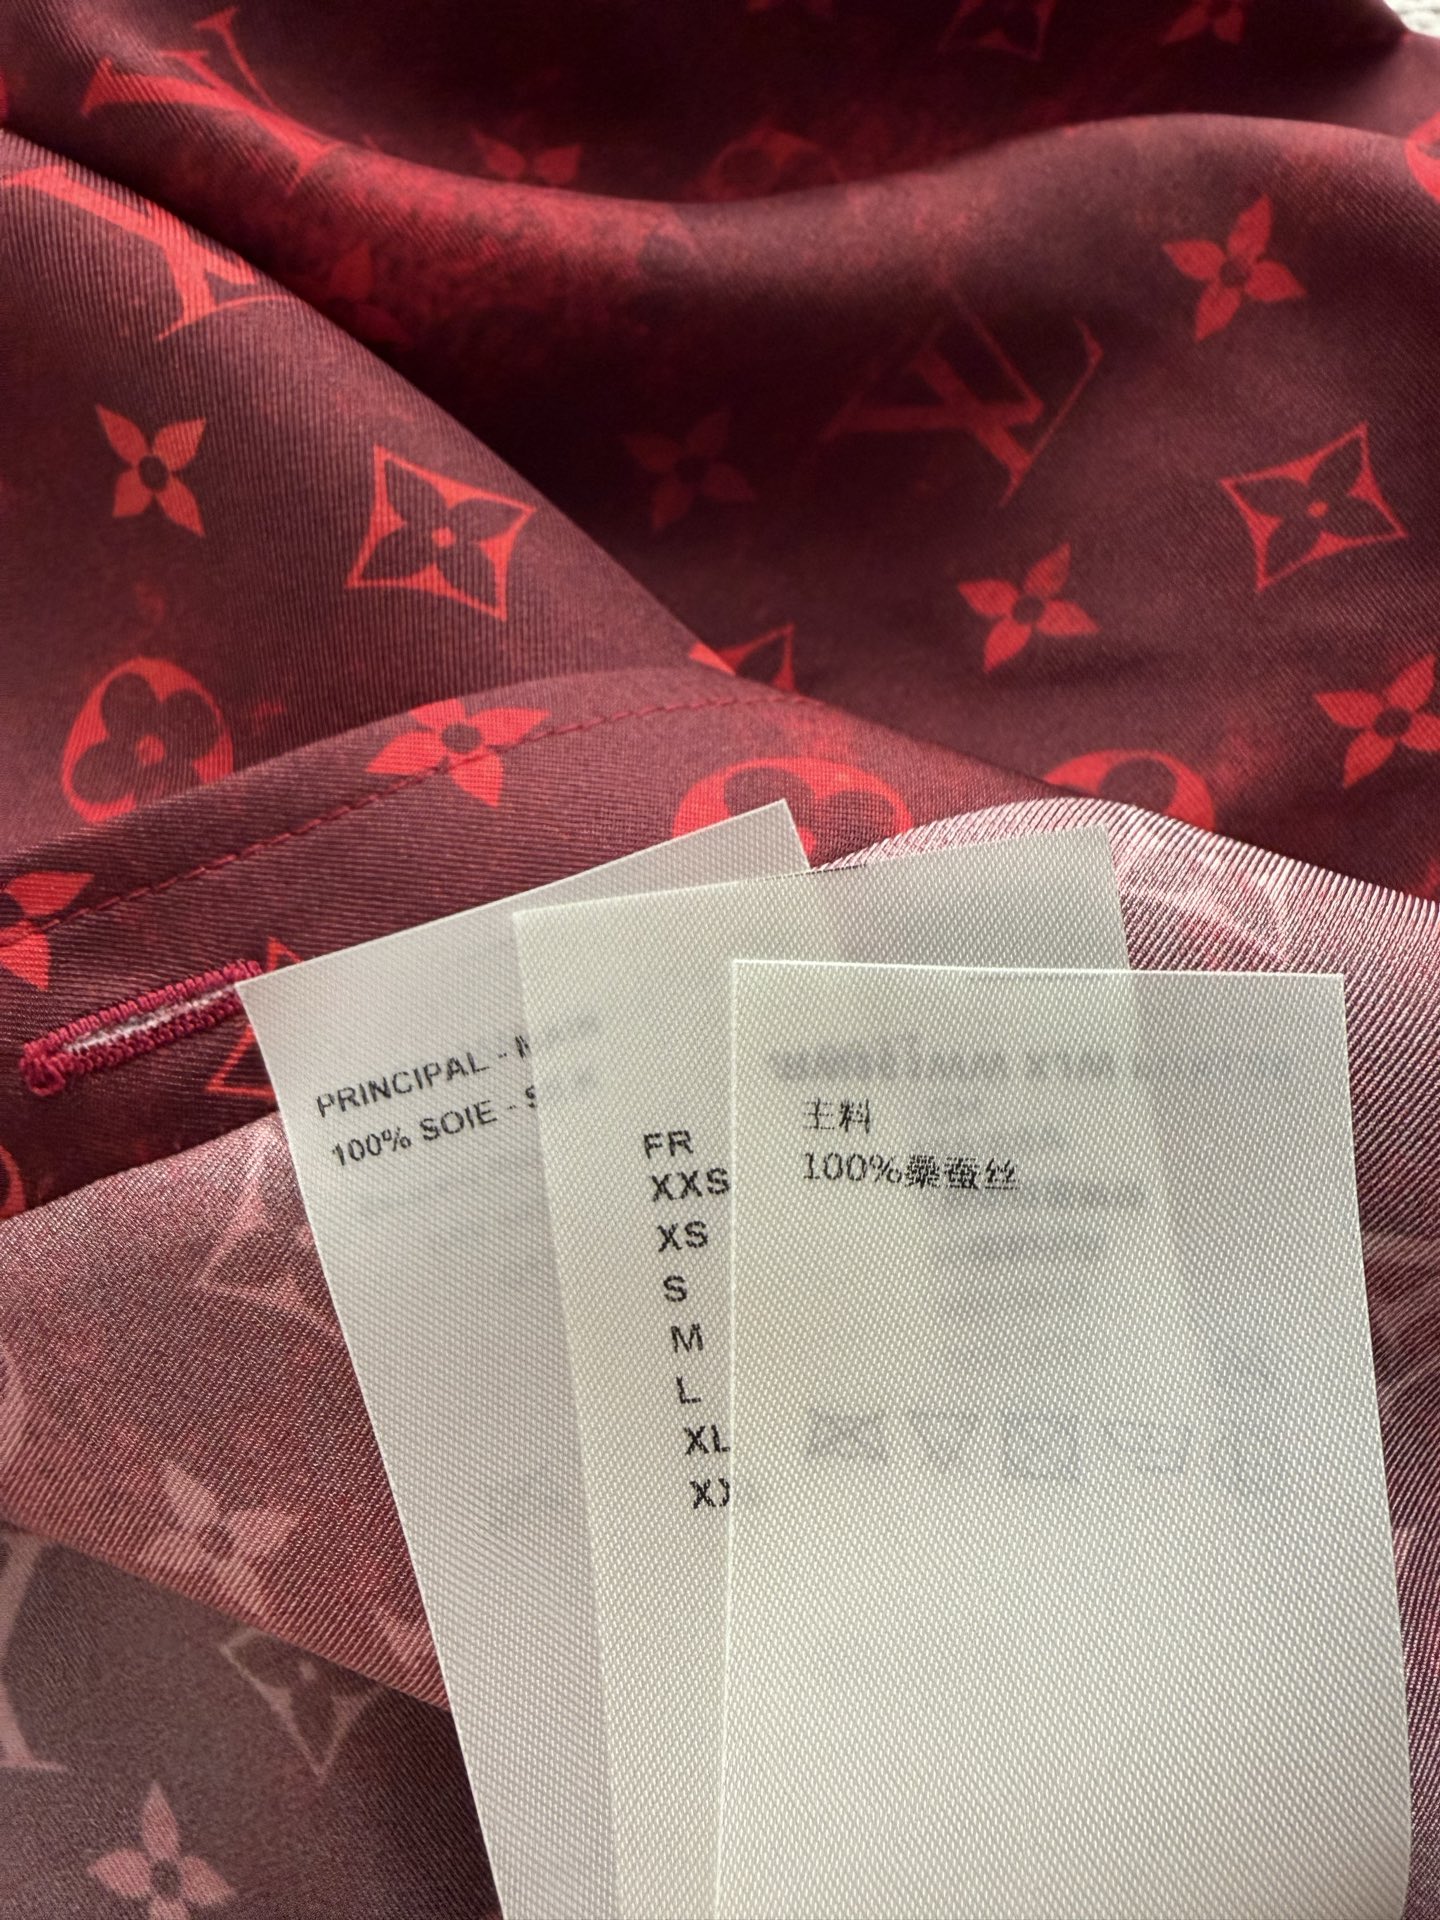 PRINCIPAL -
100% SOIE -
FR
XXS
XS
S
M
L
XL
主料
100%桑蚕丝